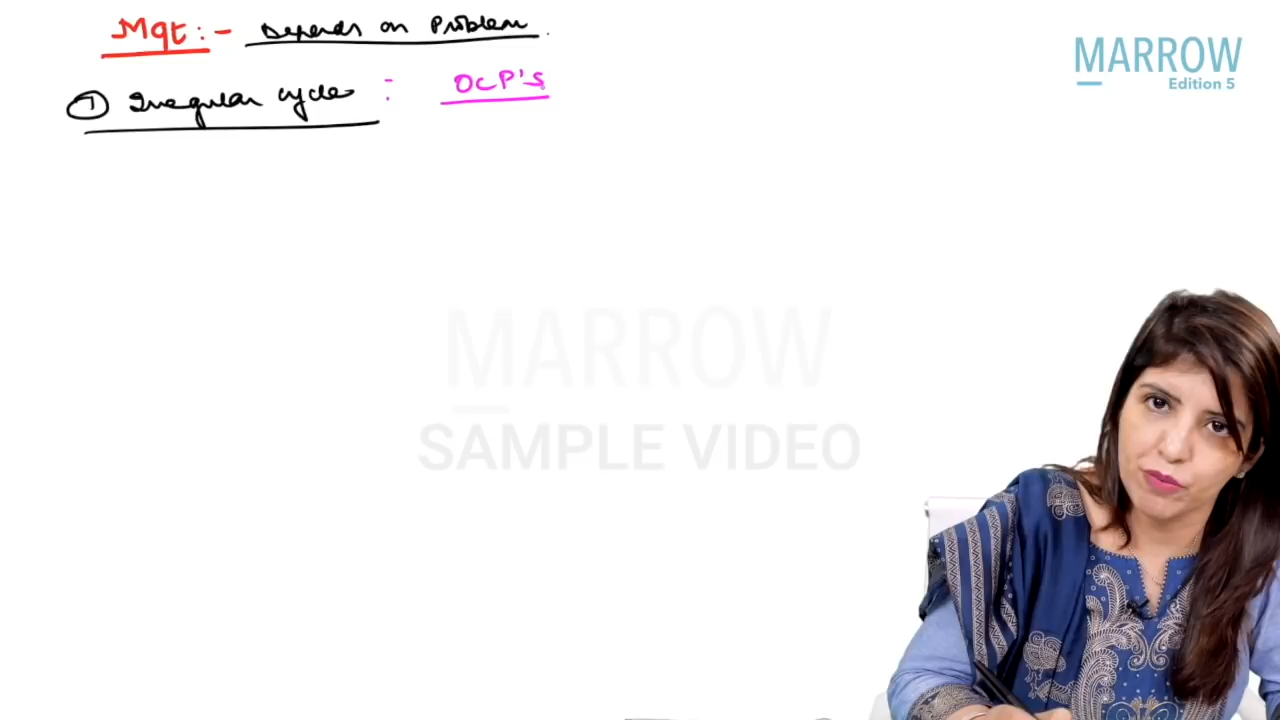 Mgt :- Depends on Problem.
① Irregular cycles : OCP's
MARROW
Edition 5
MARROW
SAMPLE VIDEO